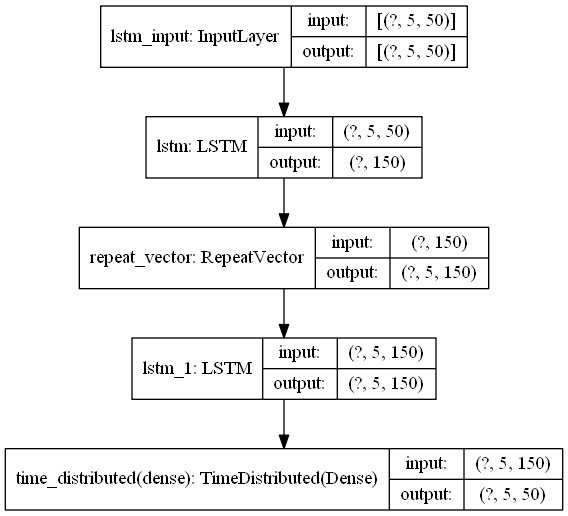 lstm_input: InputLayer
input: [(?, 5, 50)]
output: [(?, 5, 50)]
lstm: LSTM
input: (?, 5, 50)
output: (?, 150)
repeat_vector: RepeatVector
input: (?, 150)
output: (?, 5, 150)
lstm_1: LSTM
input: (?, 5, 150)
output: (?, 5, 150)
time_distributed(dense): TimeDistributed(Dense)
input: (?, 5, 150)
output: (?, 5, 50)